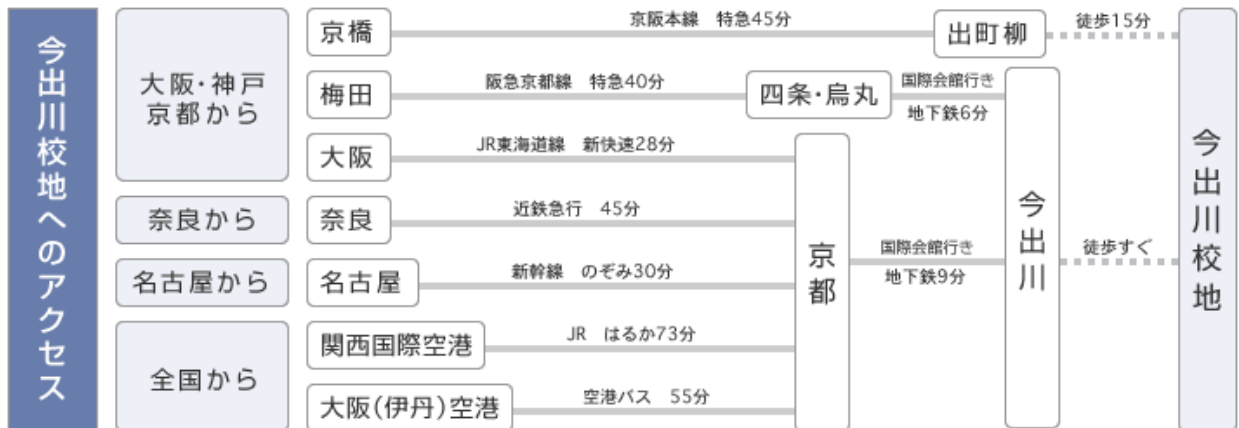 今出川校地へのアクセス
大阪・神戸
京都から
京橋
京阪本線 特急45分
出町柳
徒歩15分
梅田
阪急京都線 特急40分
四条・烏丸
国際会館行き
地下鉄6分
大阪
JR東海道線 新快速28分
奈良から
奈良
近鉄急行 45分
名古屋から
名古屋
新幹線 のぞみ30分
全国から
関西国際空港
JR はるか73分
大阪(伊丹)空港
空港バス 55分
京都
国際会館行き
地下鉄9分
今出川
徒歩すぐ
今出川校地